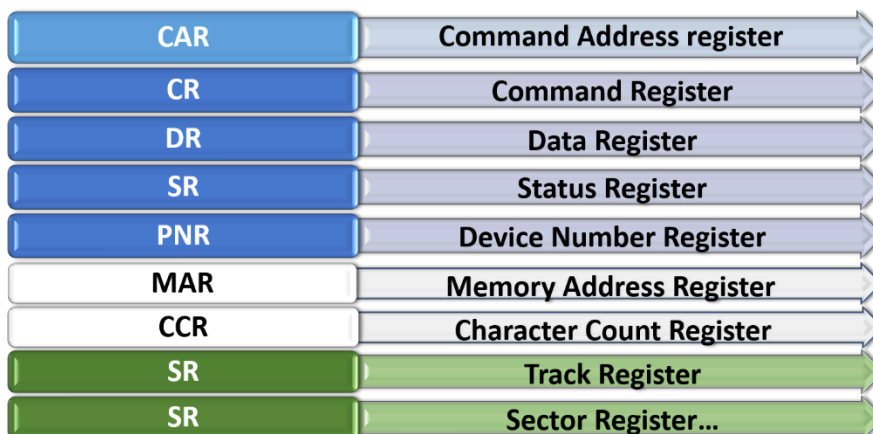 CAR Command Address register
CR Command Register
DR Data Register
SR Status Register
PNR Device Number Register
MAR Memory Address Register
CCR Character Count Register
SR Track Register
SR Sector Register...